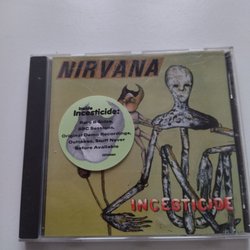 NIRVANA
Inside
Incesticide:
Rare B-Sides,
BBC Sessions,
Original Demo Recordings,
Outtakes, Stuff Never
Before Available
INCESTICIDE